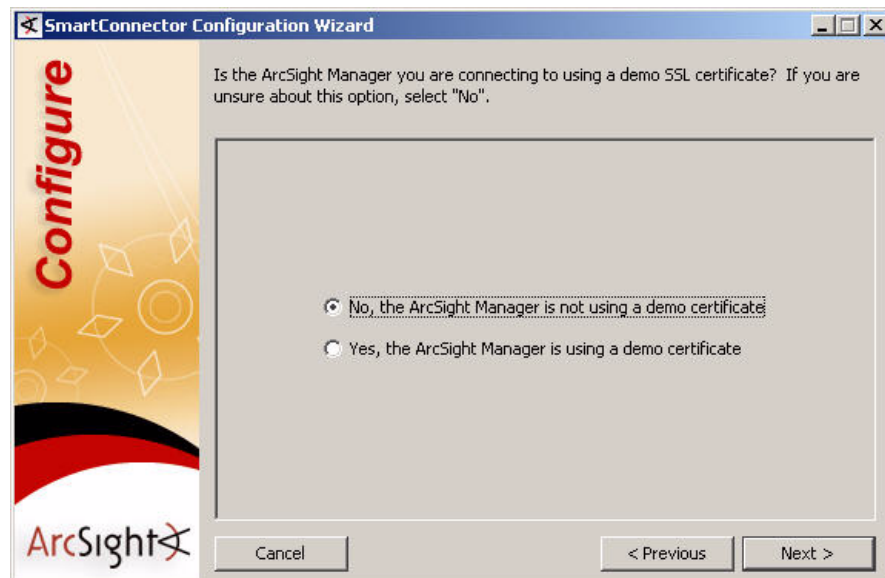 SmartConnector Configuration Wizard
Configure
Is the ArcSight Manager you are connecting to using a demo SSL certificate? If you are
unsure about this option, select "No".
No, the ArcSight Manager is not using a demo certificate
Yes, the ArcSight Manager is using a demo certificate
ArcSight
Cancel
< Previous
Next >